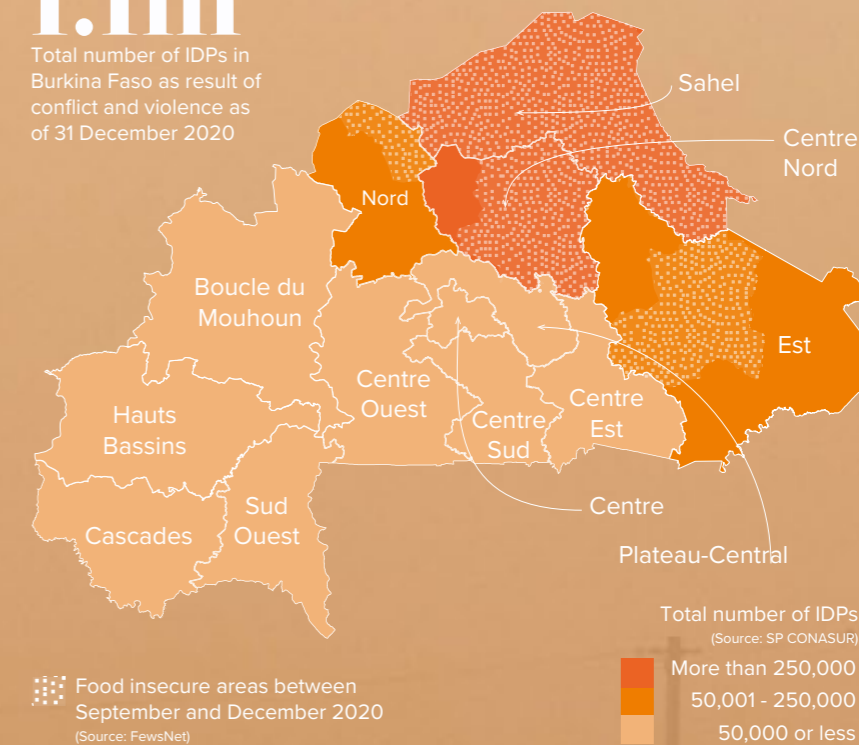 Total number of IDPs in
Burkina Faso as result of
conflict and violence as
of 31 December 2020
Sahel
Centre
Nord
Nord
Boucle du
Mouhoun
Est
Centre
Ouest
Centre
Est
Hauts
Bassins
Centre
Sud
Sud
Ouest
Cascades
Centre
Plateau-Central
Total number of IDPs
(Source: SP CONASUR)
More than 250,000
50,001 - 250,000
50,000 or less
Food insecure areas between
September and December 2020
(Source: FewsNet)